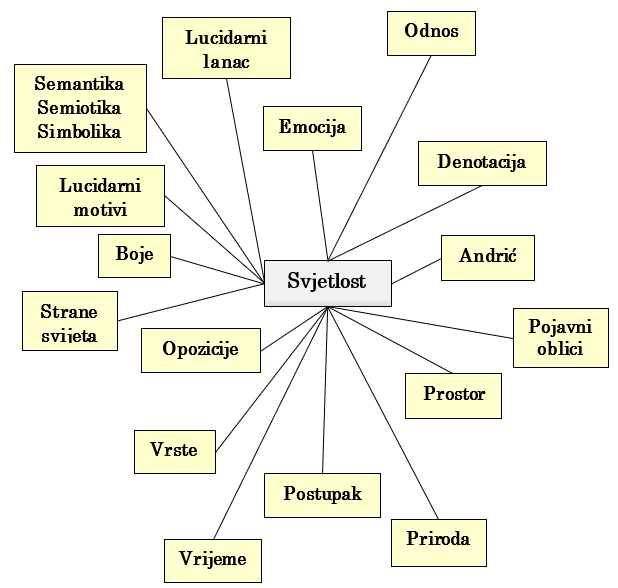 Lucidarni
lanac
Odnos
Semantika
Semiotika
Simbolika
Emocija
Denotacija
Lucidarni
motivi
Boje
Andrić
Svjetlost
Strane
svijeta
Opozicije
Pojavni
oblici
Prostor
Vrste
Postupak
Priroda
Vrijeme